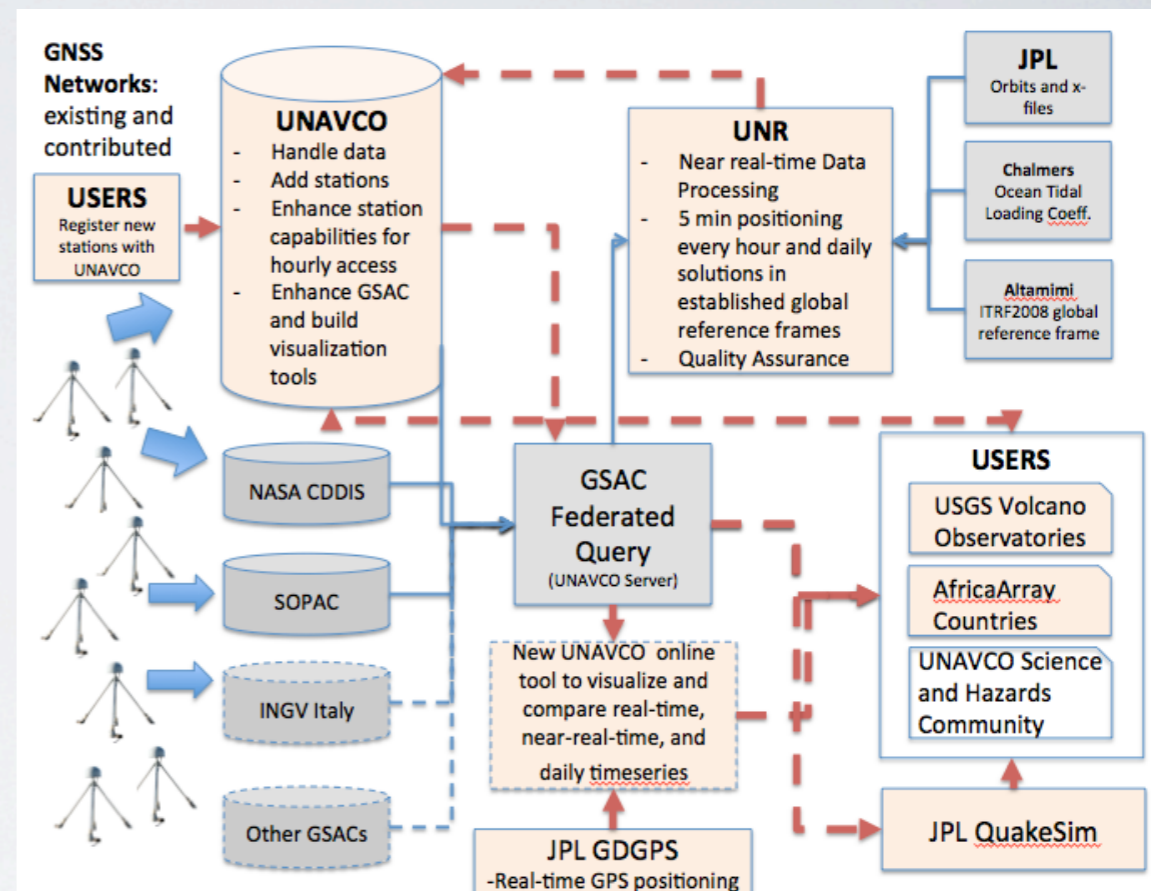 GNSS
Networks:
existing and
contributed
USERS
Register new
stations with
UNAVCO
UNAVCO
- Handle data
- Add stations
- Enhance station
capabilities for
hourly access
- Enhance GSAC
and build
visualization
tools
UNR
- Near real-time Data
Processing
- 5 min positioning
every hour and daily
solutions in
established global
reference frames
- Quality Assurance
JPL
Orbits and x-
files
Chalmers
Ocean Tidal
Loading Coeff.
Altamimi
ITRF2008 global
reference frame
NASA CDDIS
SOPAC
INGV Italy
Other GSACs
GSAC
Federated
Query
(UNAVCO Server)
New UNAVCO online
tool to visualize and
compare real-time,
near-real-time, and
daily timeseries
JPL GDGPS
-Real-time GPS positioning
USERS
USGS Volcano
Observatories
AfricaArray
Countries
UNAVCO Science
and Hazards
Community
JPL QuakeSim